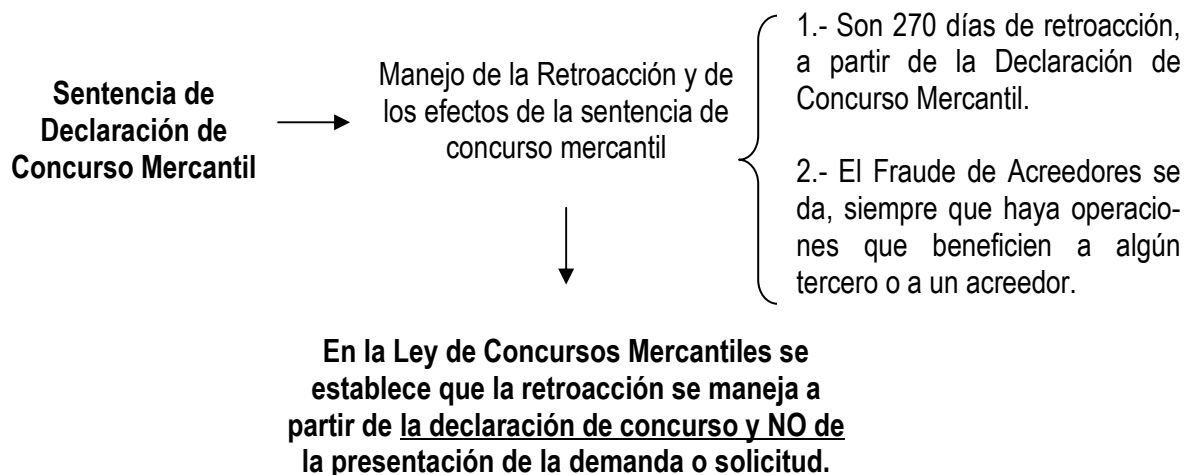 Sentencia de
Declaración de
Concurso Mercantil
Manejo de la Retroacción y de
los efectos de la sentencia de
concurso mercantil
1.- Son 270 días de retroacción,
a partir de la Declaración de
Concurso Mercantil.
2.- El Fraude de Acreedores se
da, siempre que haya operacio-
nes que beneficien a algún
tercero o a un acreedor.
En la Ley de Concursos Mercantiles se
establece que la retroacción se maneja a
partir de la declaración de concurso y NO de
la presentación de la demanda o solicitud.